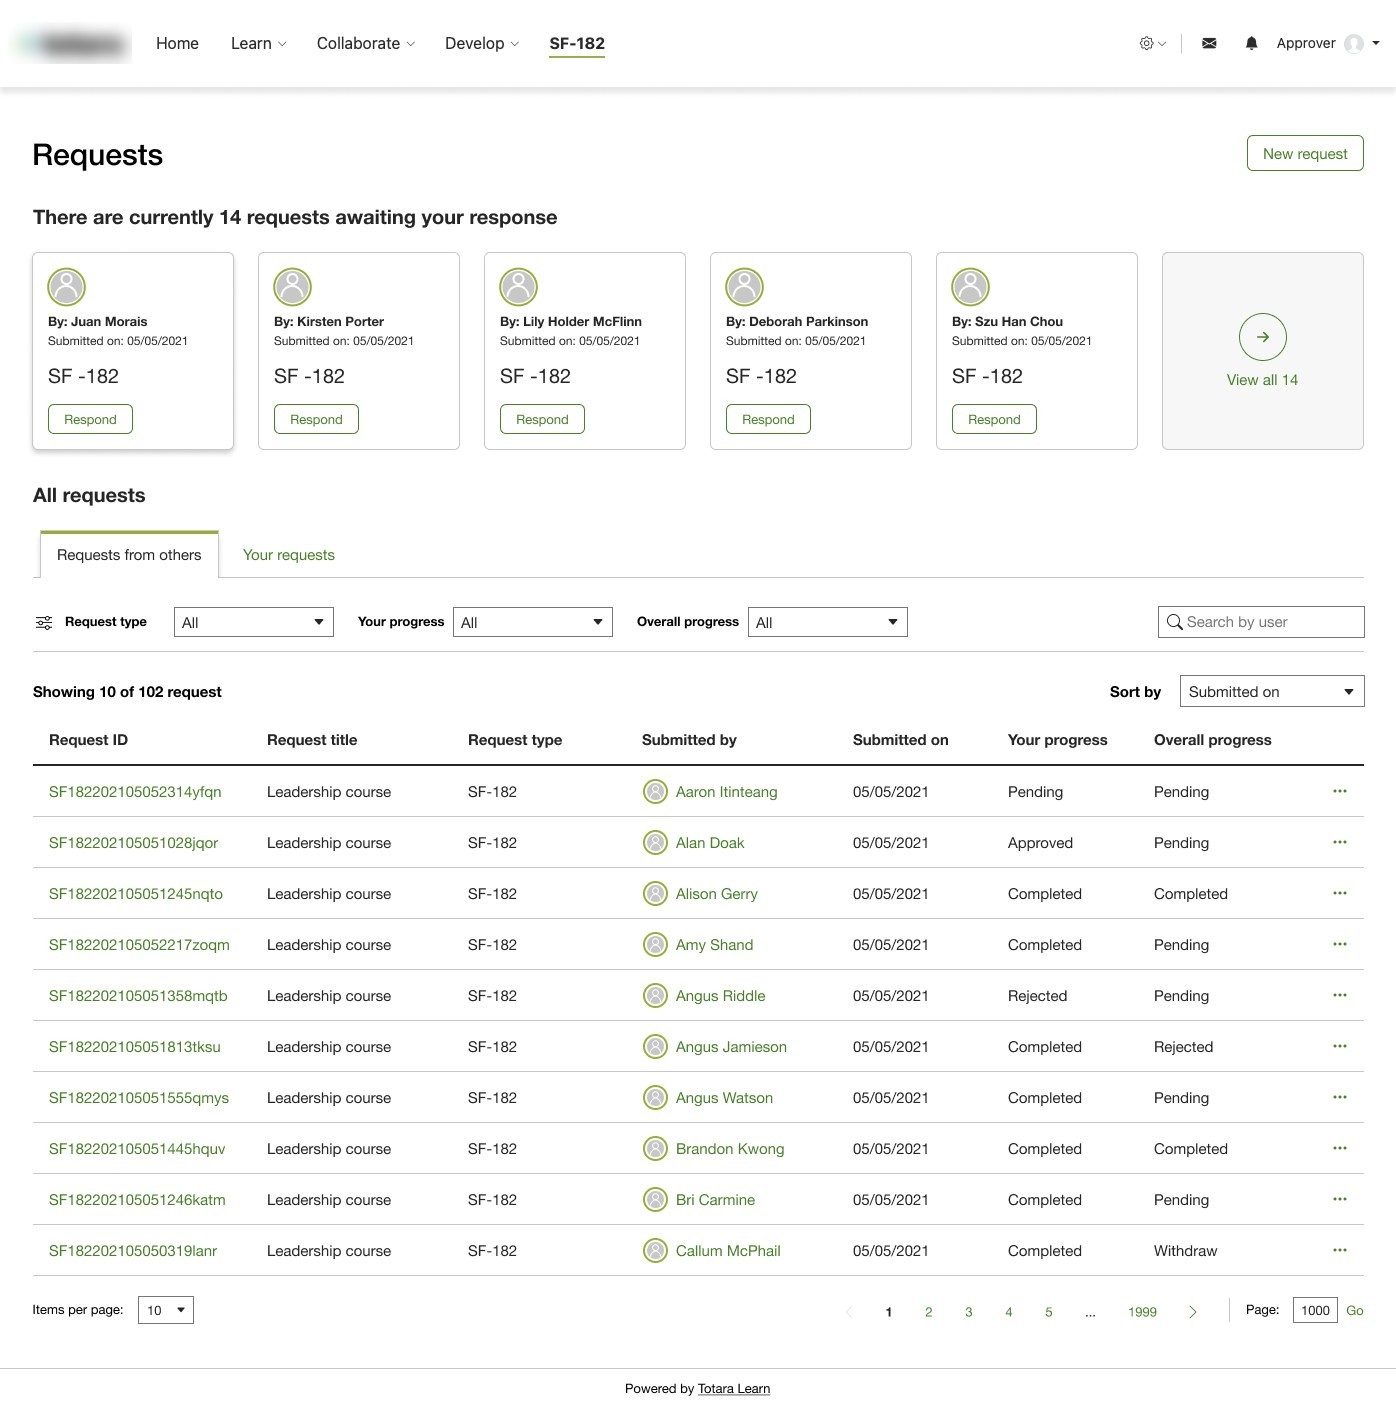 Home Learn Collaborate Develop SF-182 Approver
Requests
New request
There are currently 14 requests awaiting your response
By: Juan Morais
Submitted on: 05/05/2021
SF -182
Respond
By: Kirsten Porter
Submitted on: 05/05/2021
SF -182
Respond
By: Lily Holder McFlinn
Submitted on: 05/05/2021
SF -182
Respond
By: Deborah Parkinson
Submitted on: 05/05/2021
SF -182
Respond
By: Szu Han Chou
Submitted on: 05/05/2021
SF -182
Respond
View all 14
All requests
Requests from others Your requests
Request type All Your progress All Overall progress All Search by user
Showing 10 of 102 request Sort by Submitted on
Request ID Request title Request type Submitted by Submitted on Your progress Overall progress
SF182202105052314yfqn Leadership course SF-182 Aaron Itinteang 05/05/2021 Pending Pending ...
SF182202105051028jqor Leadership course SF-182 Alan Doak 05/05/2021 Approved Pending ...
SF182202105051245nqto Leadership course SF-182 Alison Gerry 05/05/2021 Completed Completed ...
SF182202105052217zoqm Leadership course SF-182 Amy Shand 05/05/2021 Completed Pending ...
SF182202105051358mqtb Leadership course SF-182 Angus Riddle 05/05/2021 Rejected Pending ...
SF182202105051813tksu Leadership course SF-182 Angus Jamieson 05/05/2021 Completed Rejected ...
SF182202105051555qmys Leadership course SF-182 Angus Watson 05/05/2021 Completed Pending ...
SF182202105051445hquv Leadership course SF-182 Brandon Kwong 05/05/2021 Completed Completed ...
SF182202105051246katm Leadership course SF-182 Bri Carmine 05/05/2021 Completed Pending ...
SF182202105050319lanr Leadership course SF-182 Callum McPhail 05/05/2021 Completed Withdraw ...
Items per page: 10 1 2 3 4 5 ... 1999 Page: 1000 Go
Powered by Totara Learn